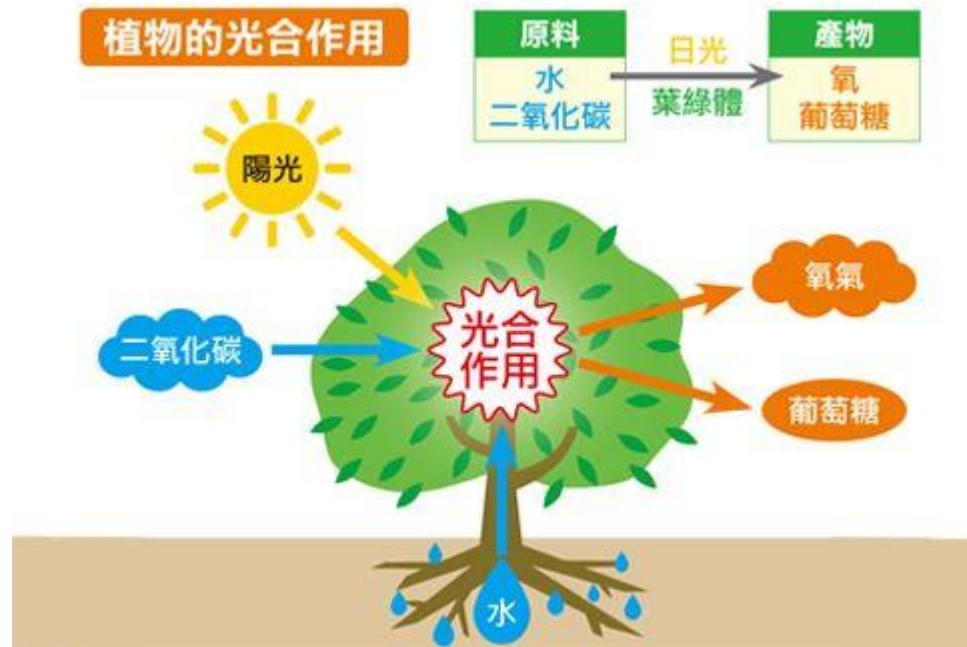 植物的光合作用
原料
水
二氧化碳
日光
葉綠體
產物
氧
葡萄糖
陽光
二氧化碳
光合
作用
氧氣
葡萄糖
水